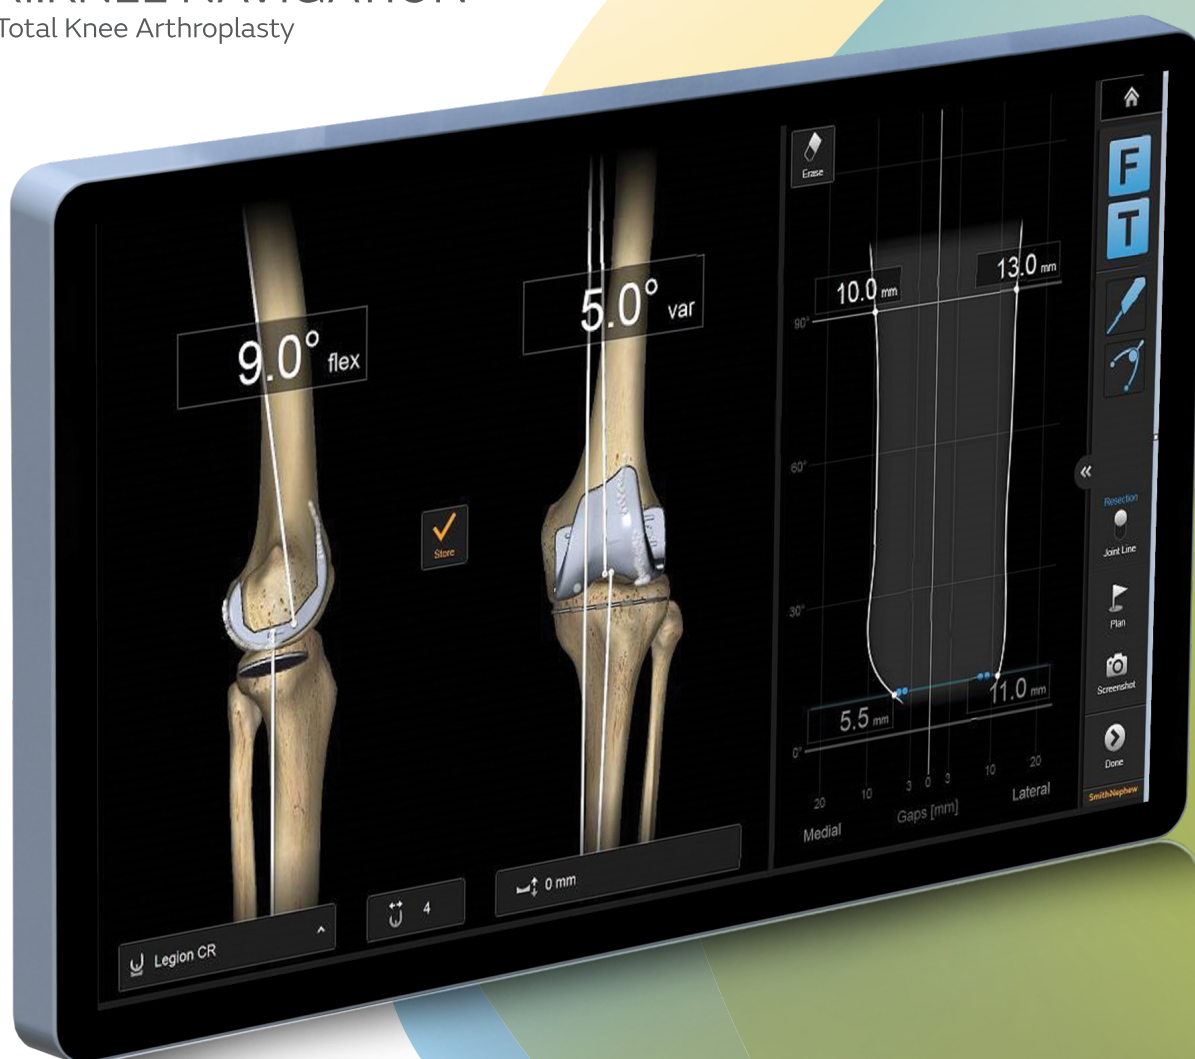 KNEE NAVIGATION
Total Knee Arthroplasty
Erase
F
T
9.0° flex
5.0° var
10.0 mm
13.0 mm
90°
60°
30°
0°
Store
Resection
Joint Line
Plan
Screenshot
Done
SmithNephew
5.5 mm
11.0 mm
20
10
3
0
3
10
20
Medial
Gaps [mm]
Lateral
Legion CR
4
0 mm